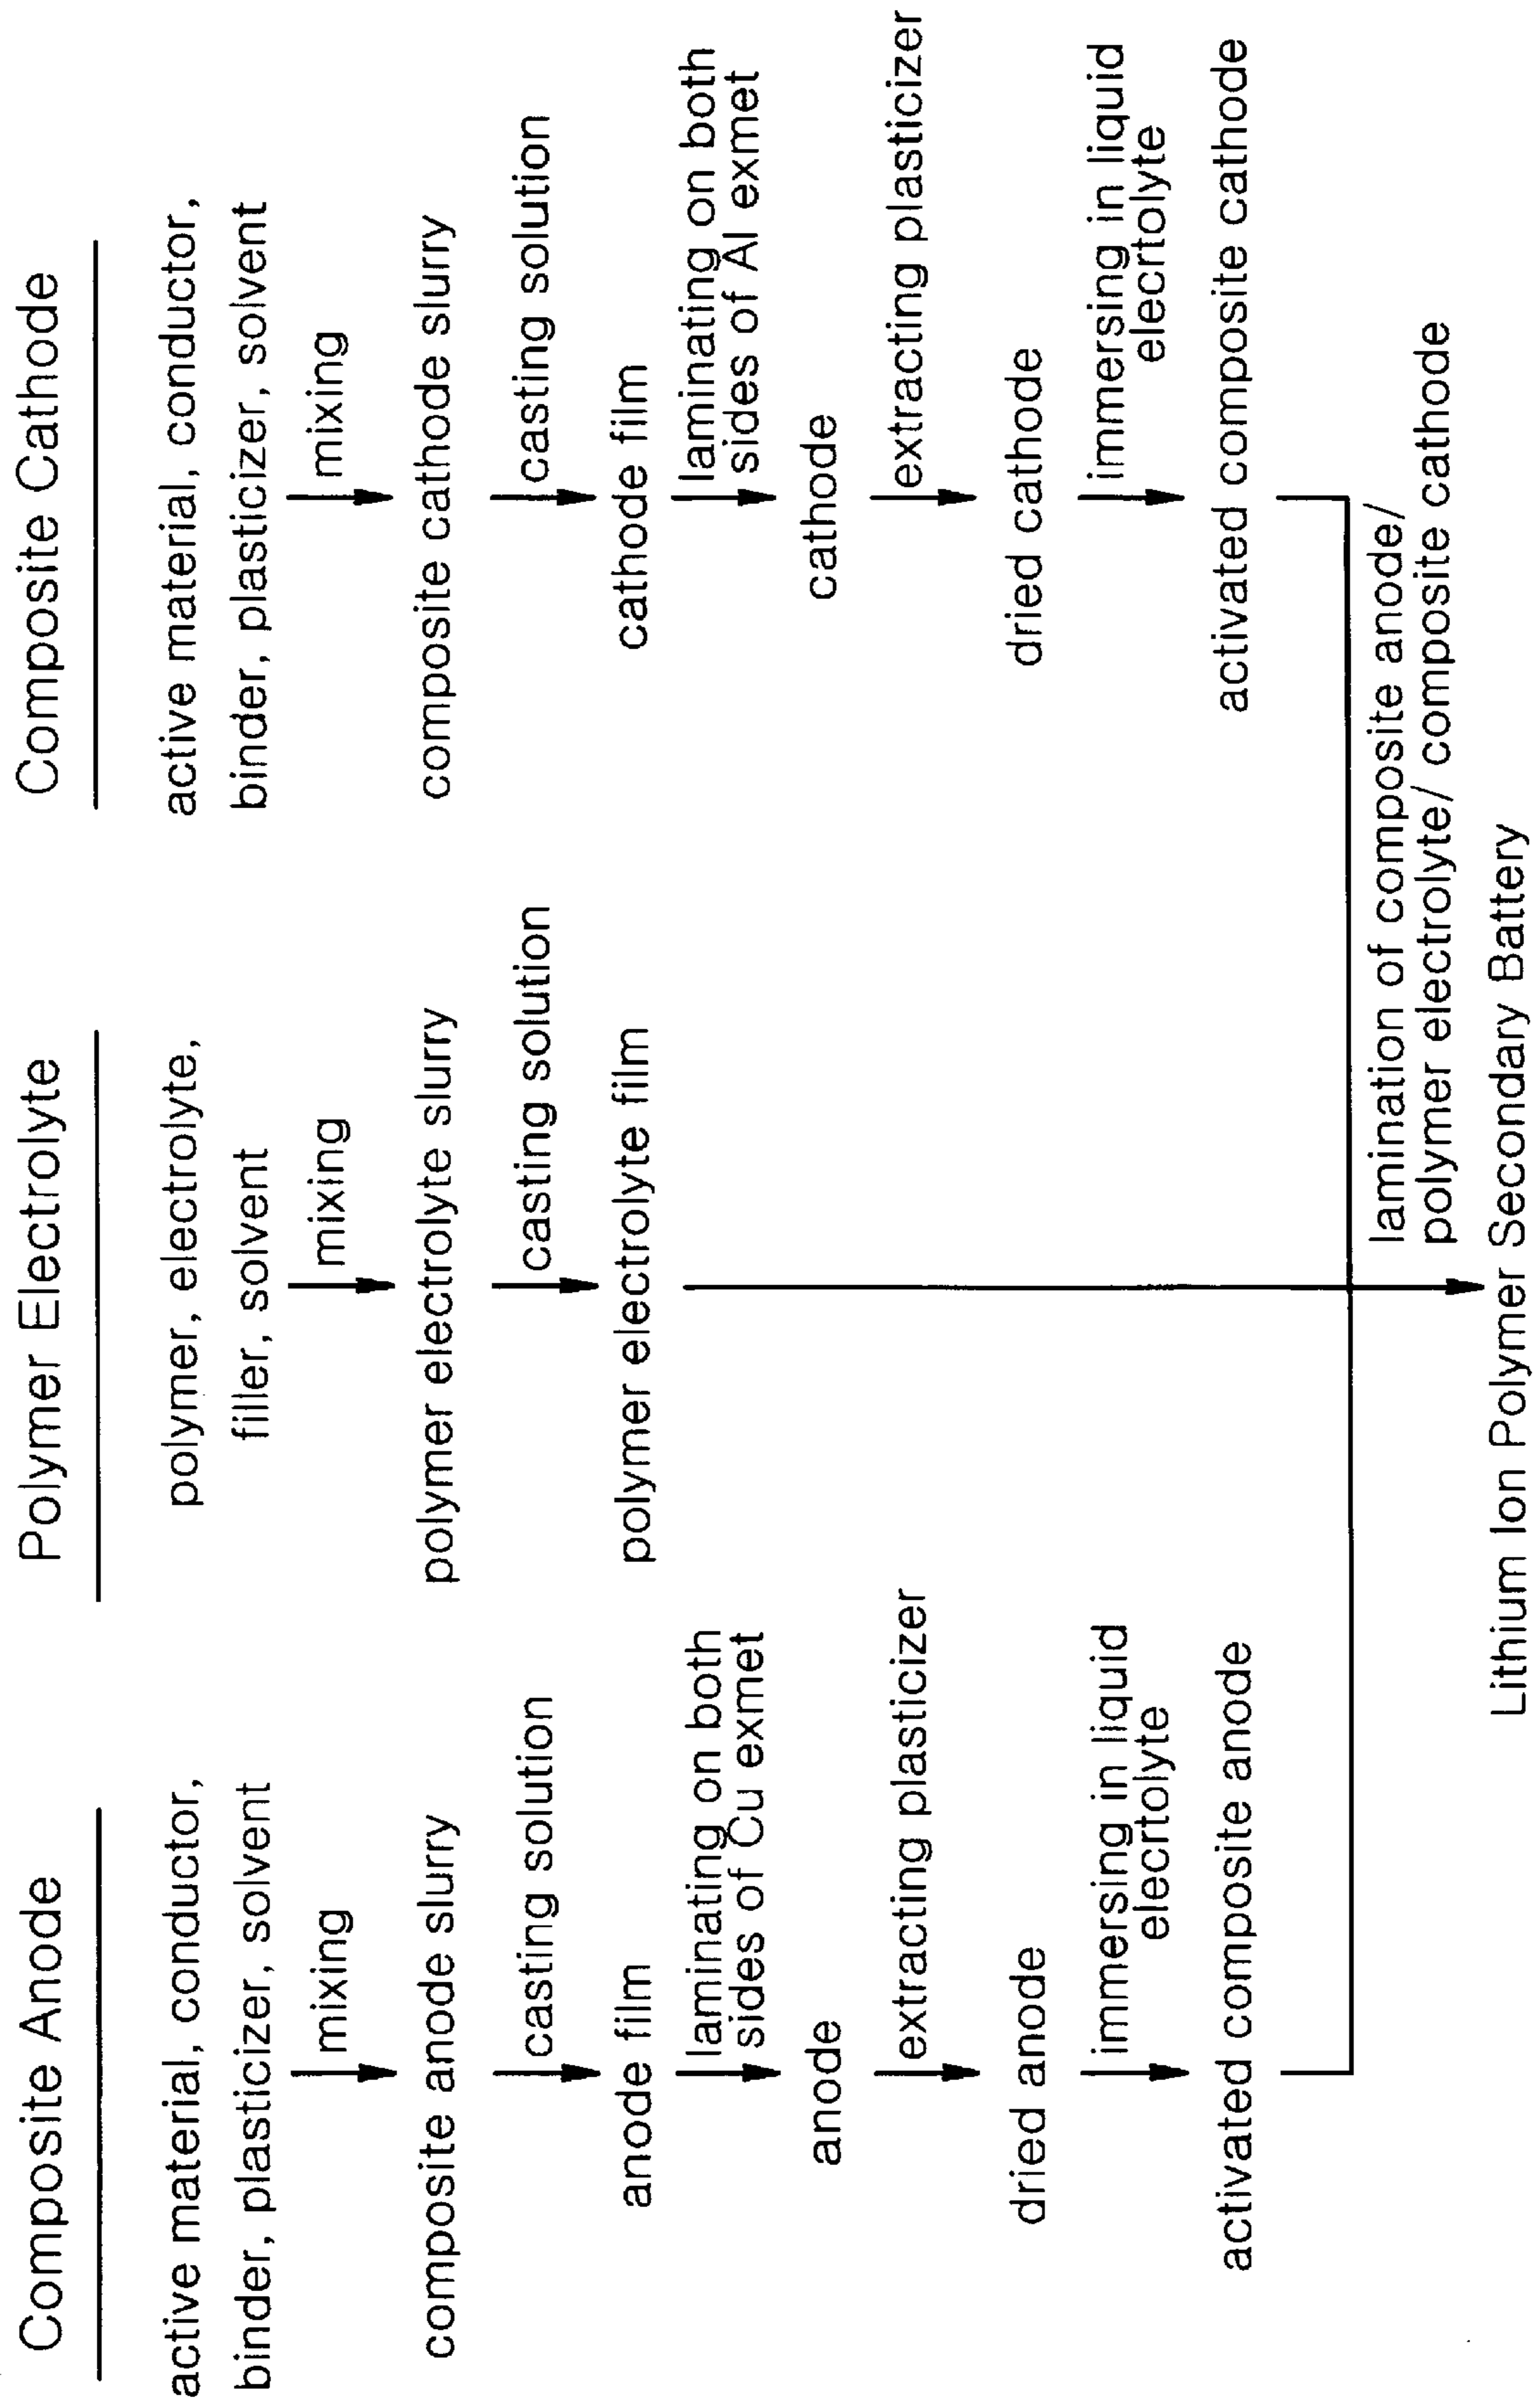 Composite Anode
active material, conductor,
binder, plasticizer, solvent
mixing
composite anode slurry
casting solution
anode film
laminating on both
sides of Cu exmet
anode
extracting plasticizer
dried anode
immersing in liquid
elecrtolyte
activated composite anode
Polymer Electrolyte
polymer, electrolyte,
filler, solvent
mixing
polymer electrolyte slurry
casting solution
polymer electrolyte film
Composite Cathode
active material, conductor,
binder, plasticizer, solvent
mixing
composite cathode slurry
casting solution
cathode film
laminating on both
sides of Al exmet
cathode
extracting plasticizer
dried cathode
immersing in liquid
elecrtolyte
activated composite cathode
lamination of composite anode/
polymer electrolyte/ composite cathode
Lithium Ion Polymer Secondary Battery